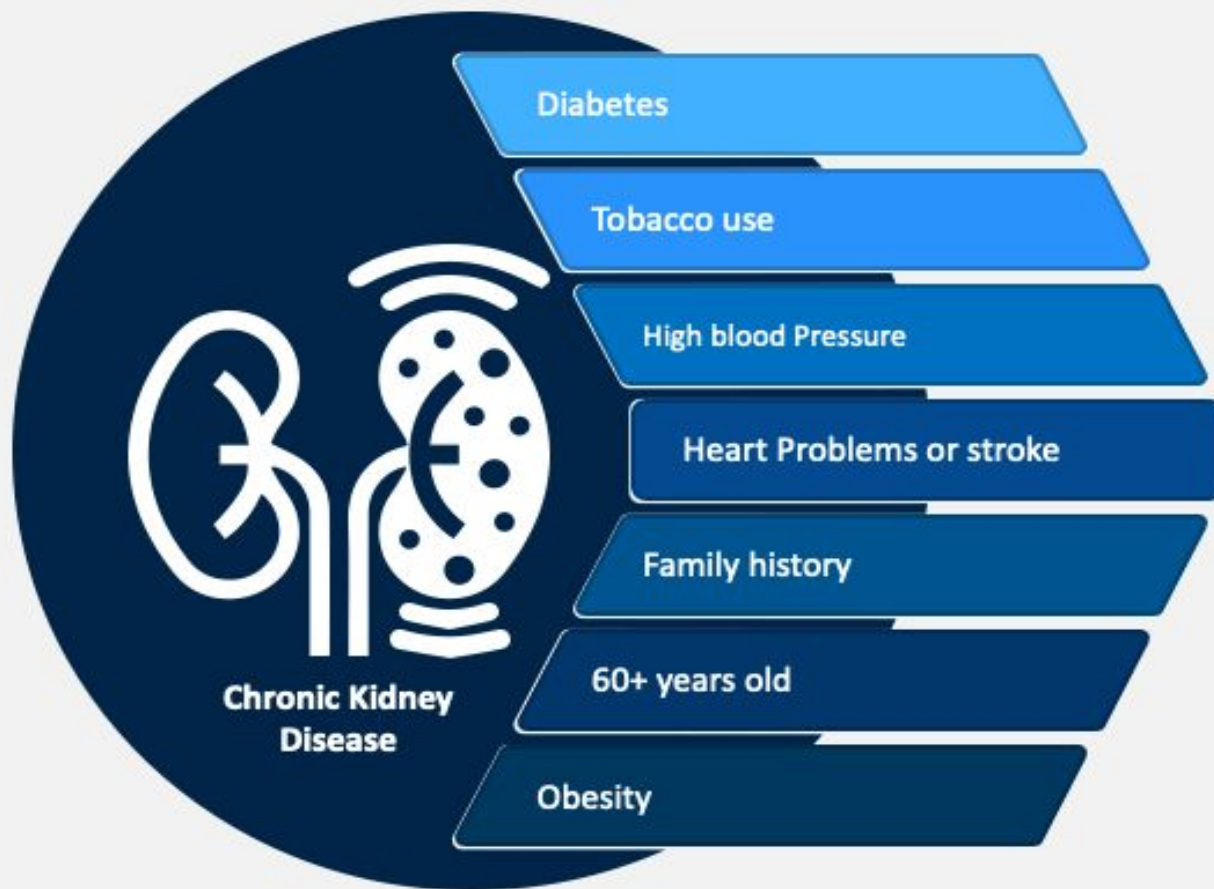 Diabetes
Tobacco use
High blood Pressure
Heart Problems or stroke
Family history
60+ years old
Obesity
Chronic Kidney
Disease